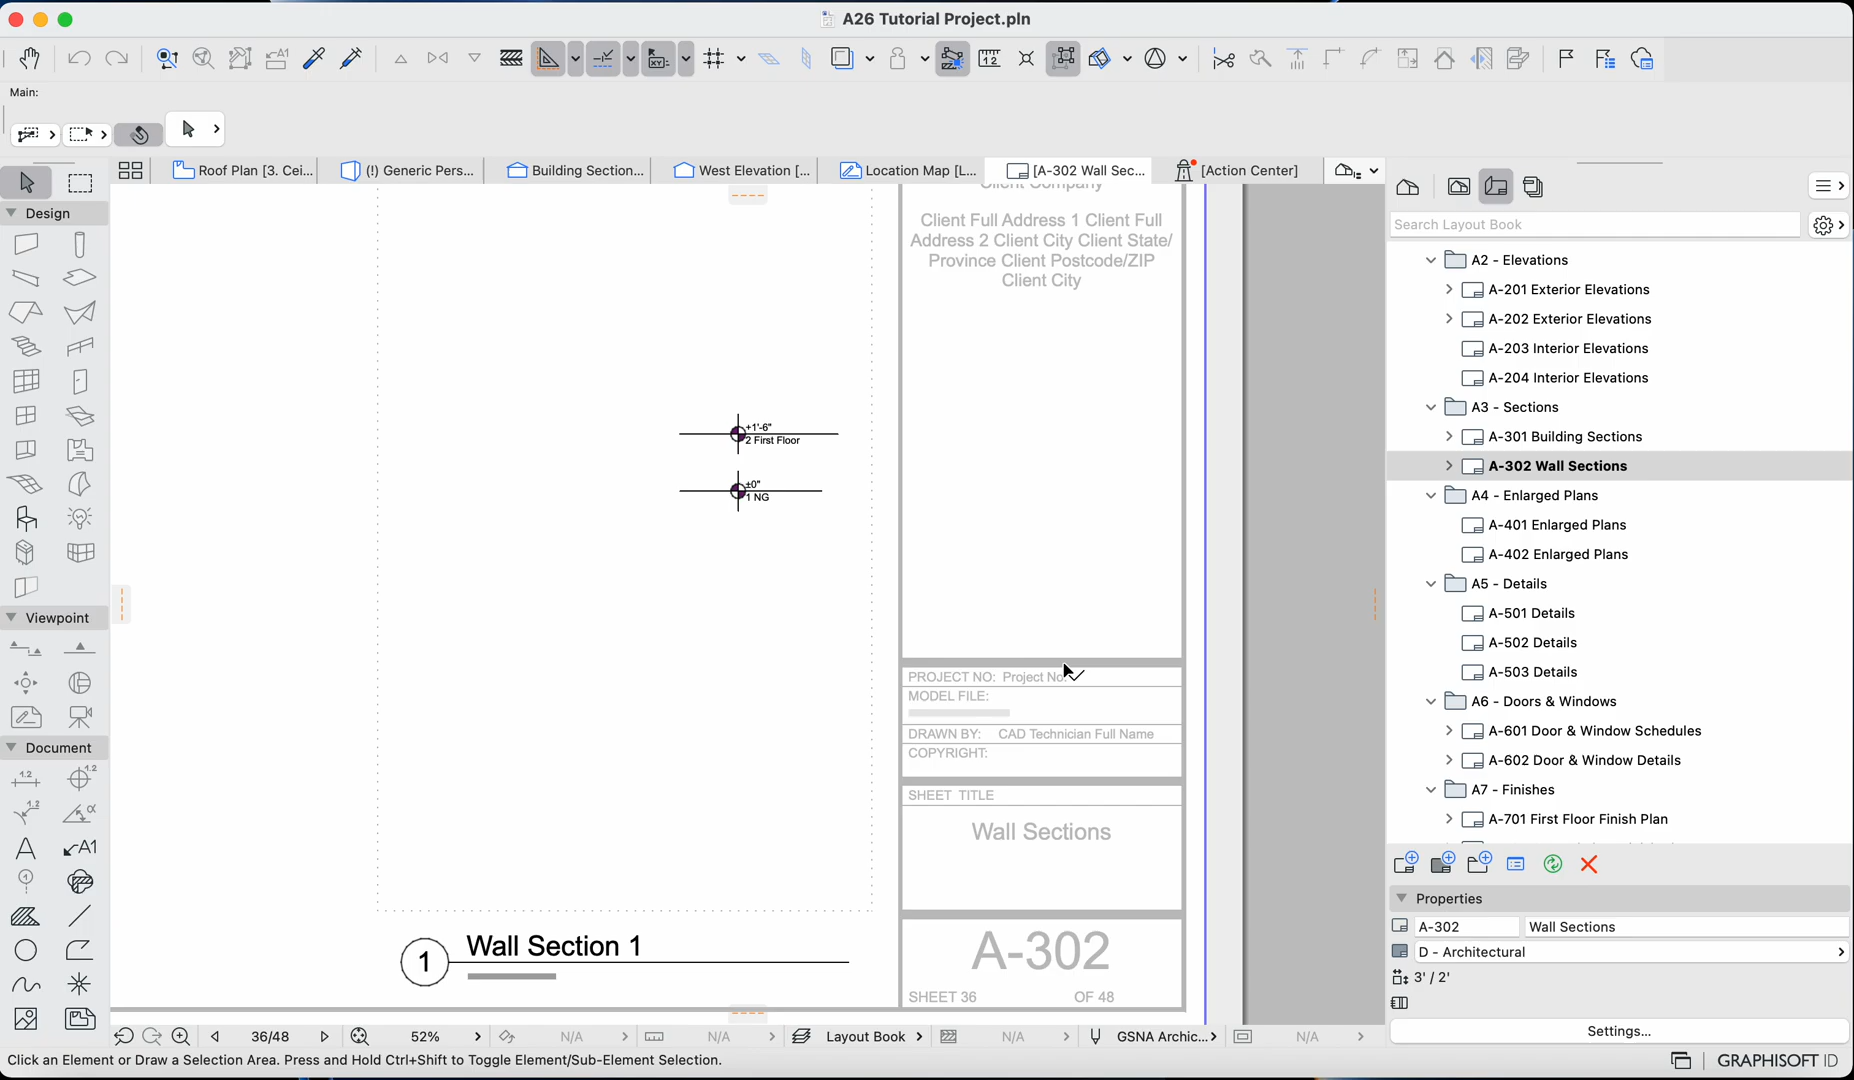 A26 Tutorial Project.pln
Main:
Roof Plan [3. Cei...
(!) Generic Pers...
Building Section...
West Elevation [...
Location Map [L...
[A-302 Wall Sec...
[Action Center]
Design
Viewpoint
Document
Client Company
Client Full Address 1 Client Full
Address 2 Client City Client State/
Province Client Postcode/ZIP
Client City
+1'-6"
2 First Floor
±0"
1 NG
PROJECT NO: Project No.
MODEL FILE:
DRAWN BY: CAD Technician Full Name
COPYRIGHT:
SHEET TITLE
Wall Sections
A-302
SHEET 36 OF 48
1 Wall Section 1
Search Layout Book
A2 - Elevations
A-201 Exterior Elevations
A-202 Exterior Elevations
A-203 Interior Elevations
A-204 Interior Elevations
A3 - Sections
A-301 Building Sections
A-302 Wall Sections
A4 - Enlarged Plans
A-401 Enlarged Plans
A-402 Enlarged Plans
A5 - Details
A-501 Details
A-502 Details
A-503 Details
A6 - Doors & Windows
A-601 Door & Window Schedules
A-602 Door & Window Details
A7 - Finishes
A-701 First Floor Finish Plan
Properties
A-302 Wall Sections
D - Architectural
3' / 2'
Settings...
36/48 52% N/A N/A Layout Book N/A GSNA Archic... N/A
Click an Element or Draw a Selection Area. Press and Hold Ctrl+Shift to Toggle Element/Sub-Element Selection.
GRAPHISOFT ID